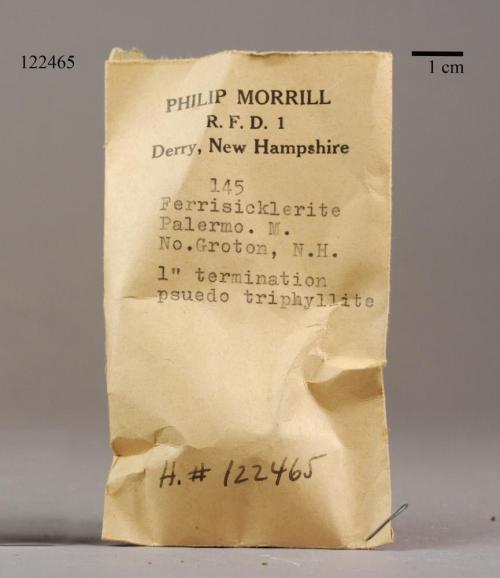 122465
1 cm
PHILIP MORRILL
R. F. D. 1
Derry, New Hampshire
145
Ferrisicklerite
Palermo. M.
No.Groton, N.H.
1" termination
psuedo triphyllite
H. # 122465